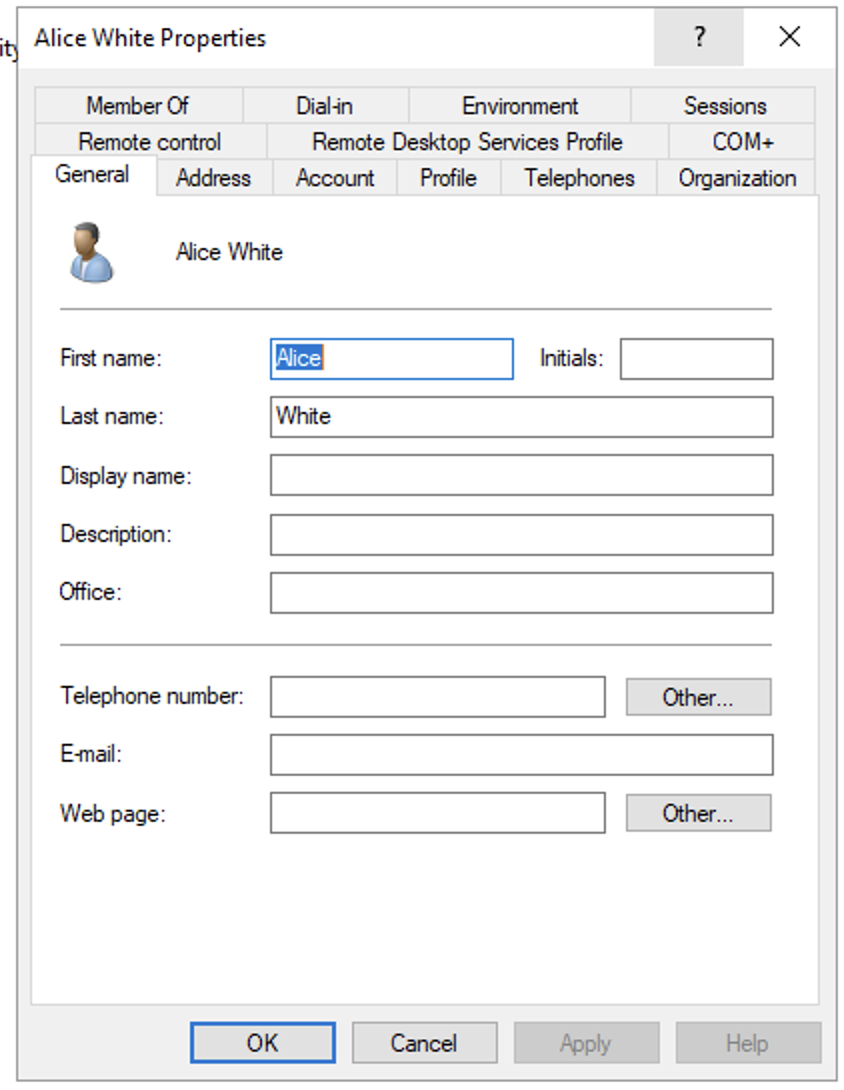 Alice White Properties ?
Member Of Dial-in Environment Sessions
Remote control Remote Desktop Services Profile COM+
General Address Account Profile Telephones Organization
Alice White
First name: Alice Initials:
Last name: White
Display name:
Description:
Office:
Telephone number: Other...
E-mail:
Web page: Other...
OK Cancel Apply Help